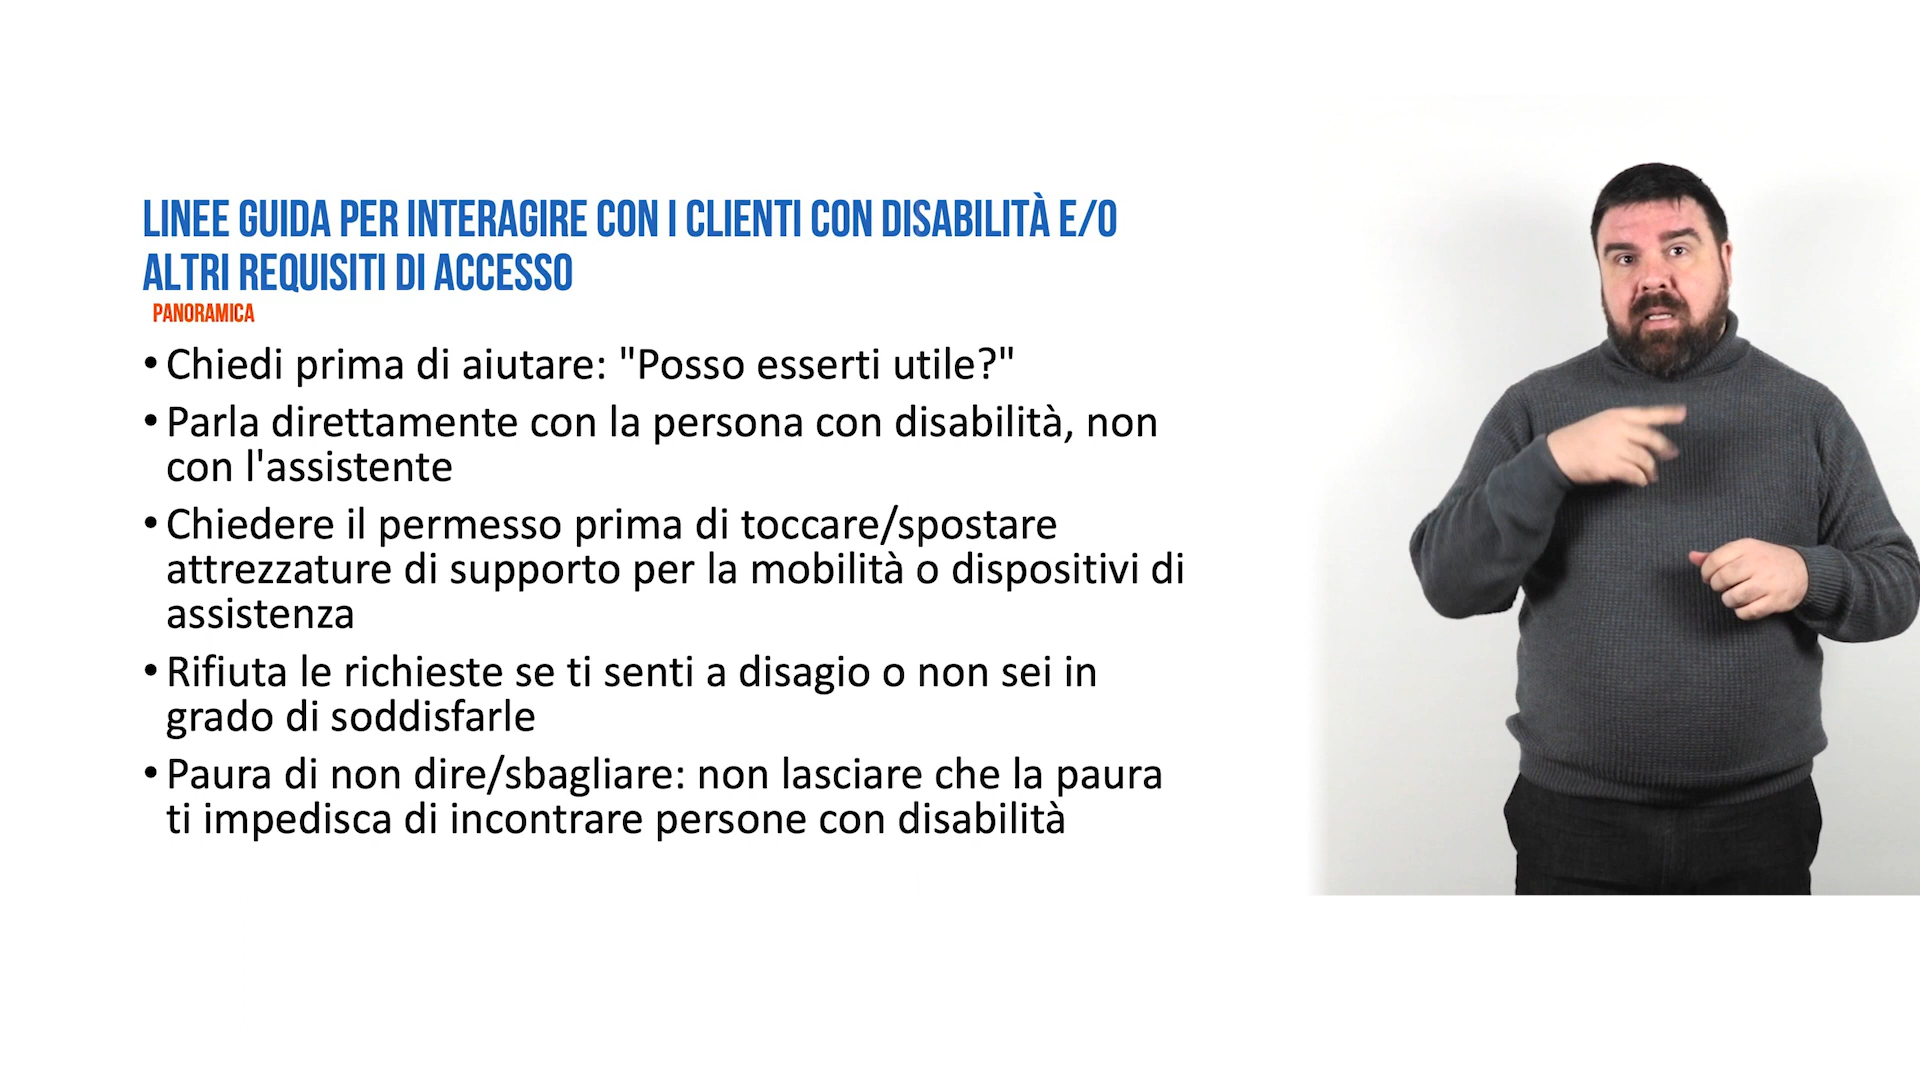 LINEE GUIDA PER INTERAGIRE CON I CLIENTI CON DISABILITÀ E/O
ALTRI REQUISITI DI ACCESSO
PANORAMICA
• Chiedi prima di aiutare: "Posso esserti utile?"
• Parla direttamente con la persona con disabilità, non
con l'assistente
• Chiedere il permesso prima di toccare/spostare
attrezzature di supporto per la mobilità o dispositivi di
assistenza
• Rifiuta le richieste se ti senti a disagio o non sei in
grado di soddisfarle
• Paura di non dire/sbagliare: non lasciare che la paura
ti impedisca di incontrare persone con disabilità